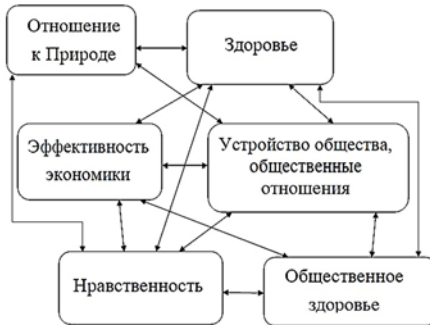 Отношение
к Природе
Здоровье
Эффективность
экономики
Устройство общества,
общественные
отношения
Нравственность
Общественное
здоровье